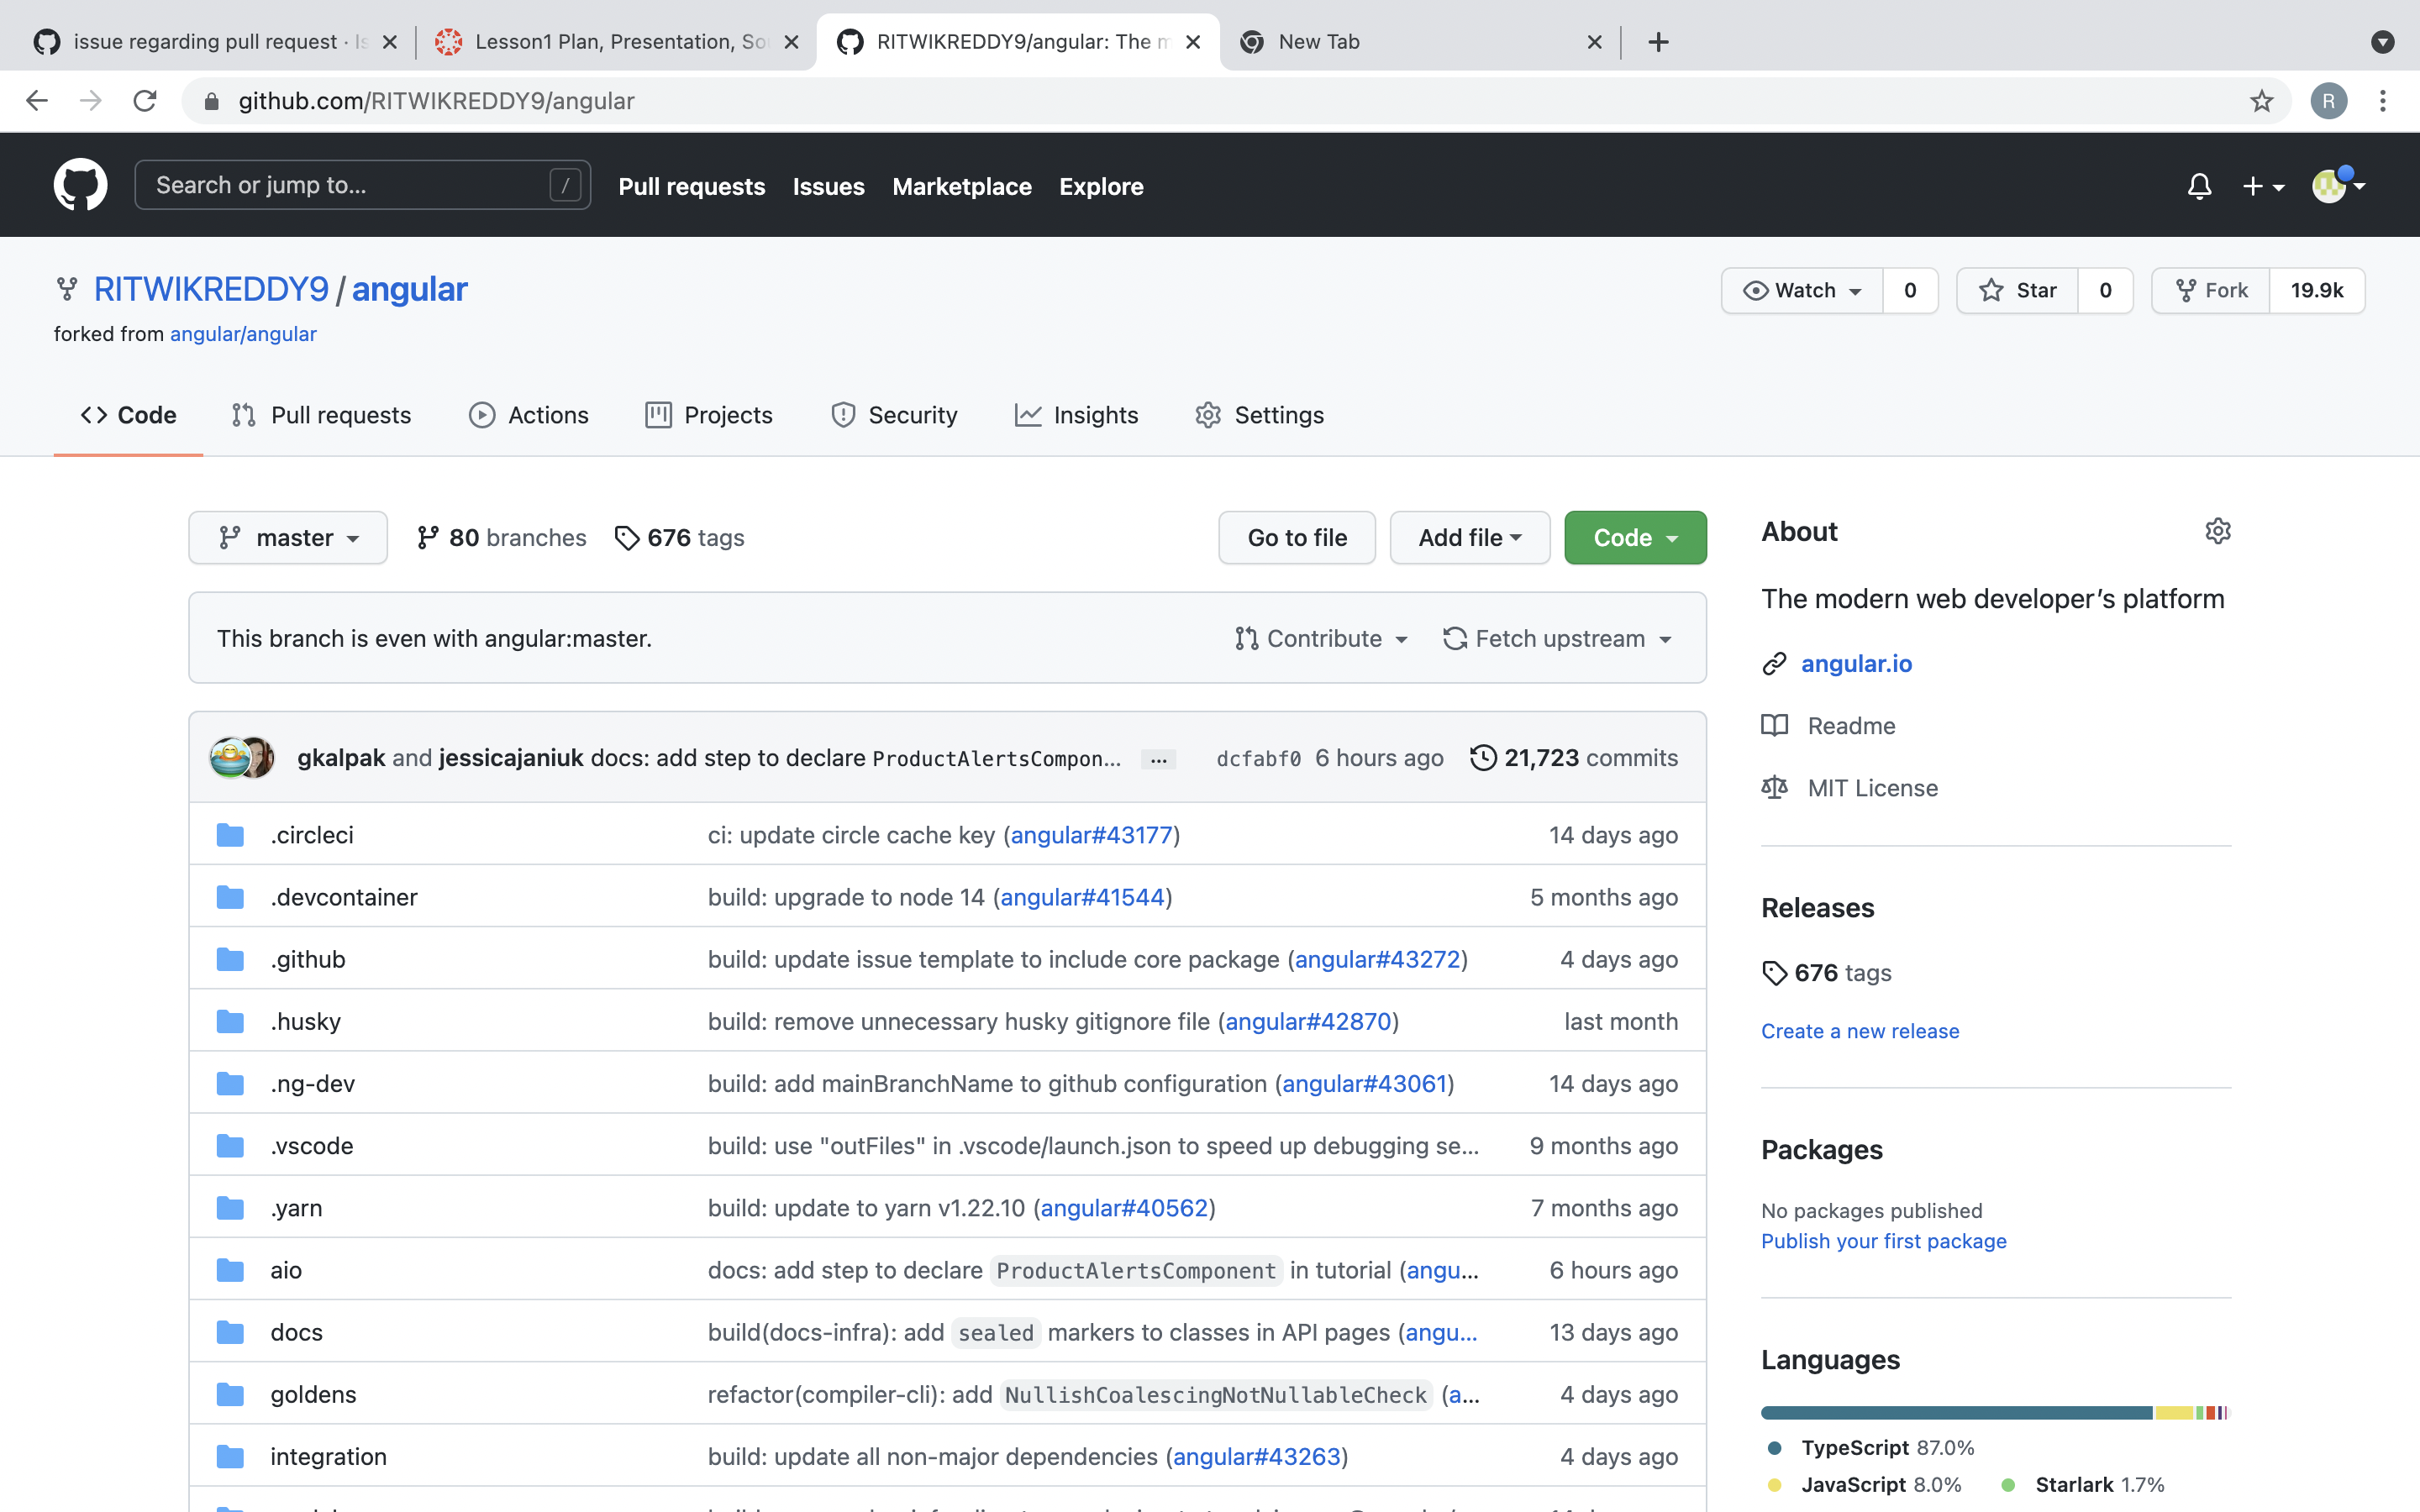 issue regarding pull request · Is
Lesson1 Plan, Presentation, So
RITWIKREDDY9/angular: The m
New Tab
github.com/RITWIKREDDY9/angular
R
Search or jump to... /
Pull requests Issues Marketplace Explore
RITWIKREDDY9 / angular
Watch 0 Star 0 Fork 19.9k
forked from angular/angular
Code Pull requests Actions Projects Security Insights Settings
master 80 branches 676 tags Go to file Add file Code
This branch is even with angular:master. Contribute Fetch upstream
gkalpak and jessicajaniuk docs: add step to declare ProductAlertsCompon... ... dcfabf0 6 hours ago 21,723 commits
.circleci ci: update circle cache key (angular#43177) 14 days ago
.devcontainer build: upgrade to node 14 (angular#41544) 5 months ago
.github build: update issue template to include core package (angular#43272) 4 days ago
.husky build: remove unnecessary husky gitignore file (angular#42870) last month
.ng-dev build: add mainBranchName to github configuration (angular#43061) 14 days ago
.vscode build: use "outFiles" in .vscode/launch.json to speed up debugging se... 9 months ago
.yarn build: update to yarn v1.22.10 (angular#40562) 7 months ago
aio docs: add step to declare ProductAlertsComponent in tutorial (angu... 6 hours ago
docs build(docs-infra): add sealed markers to classes in API pages (angu... 13 days ago
goldens refactor(compiler-cli): add NullishCoalescingNotNullableCheck (a... 4 days ago
integration build: update all non-major dependencies (angular#43263) 4 days ago
About
The modern web developer's platform
angular.io
Readme
MIT License
Releases
676 tags
Create a new release
Packages
No packages published
Publish your first package
Languages
TypeScript 87.0%
JavaScript 8.0% Starlark 1.7%